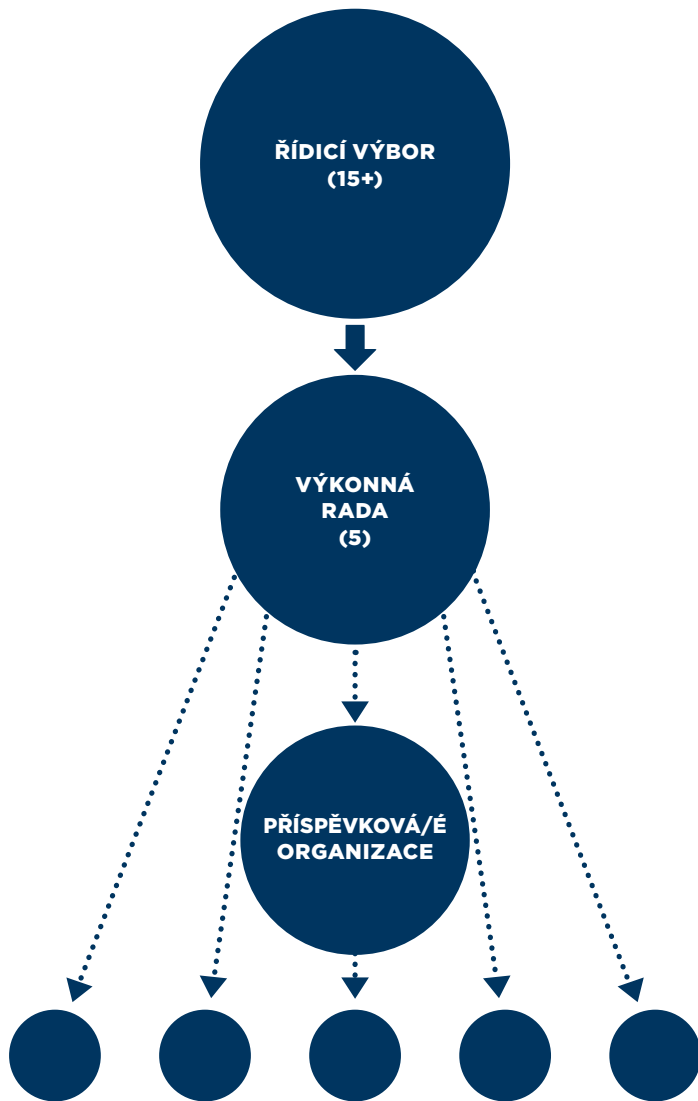 ŘÍDICÍ VÝBOR
(15+)
VÝKONNÁ
RADA
(5)
PŘÍSPĚVKOVÁ/É
ORGANIZACE